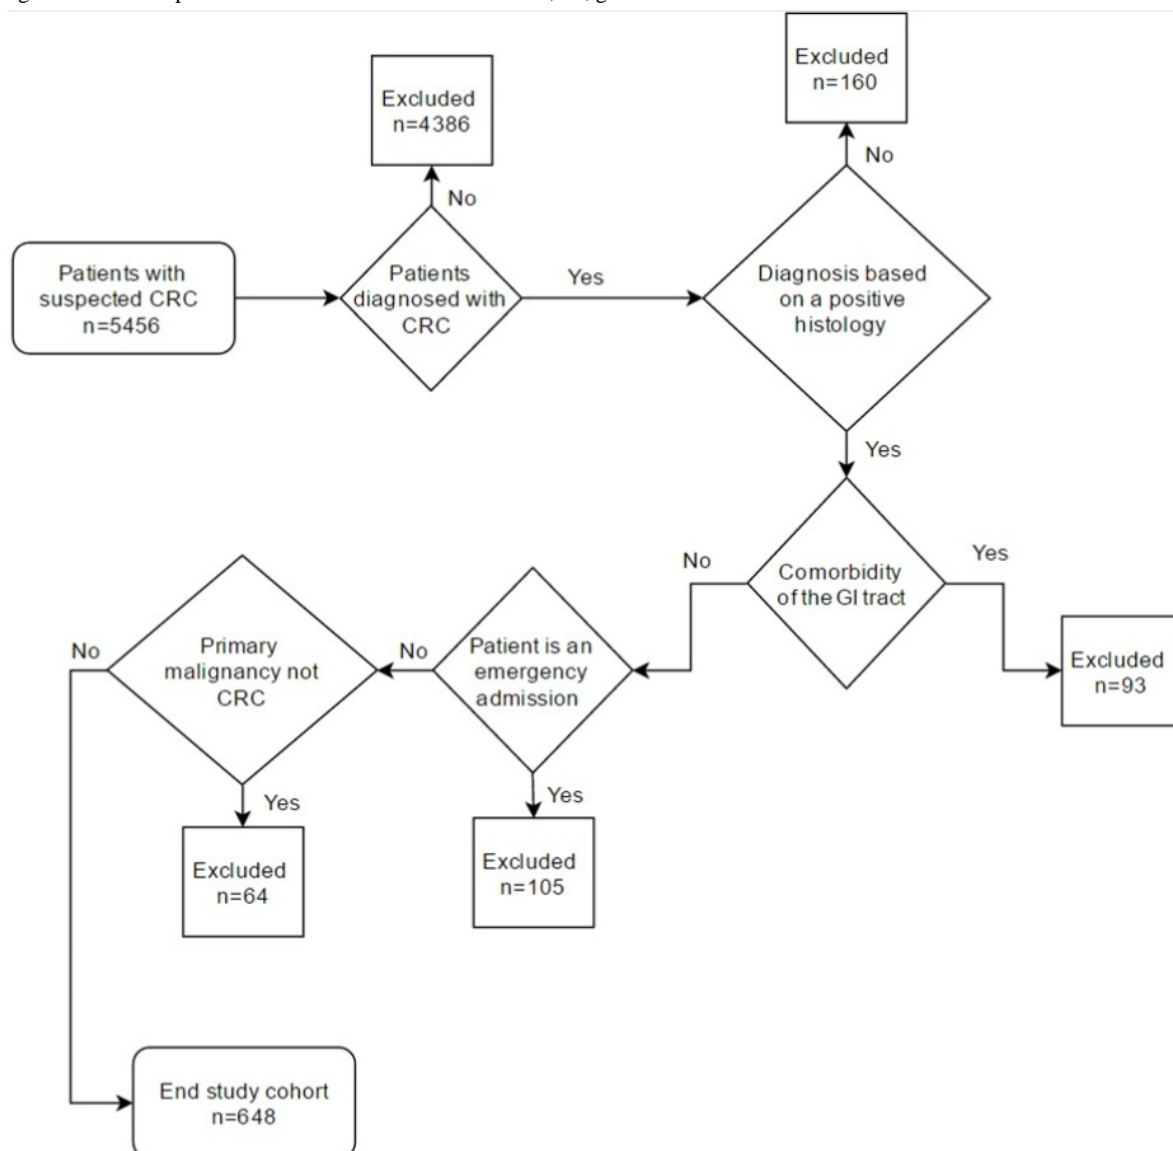 Excluded
n=160
Excluded
n=4386
No
No
Patients with
suspected CRC
n=5456
Patients
diagnosed with
CRC
Yes
Diagnosis based
on a positive
histology
Yes
No
Comorbidity
of the GI tract
Yes
Excluded
n=93
Patient is an
emergency
admission
No
Primary
malignancy not
CRC
No
Yes
Excluded
n=105
Yes
Excluded
n=64
End study cohort
n=648